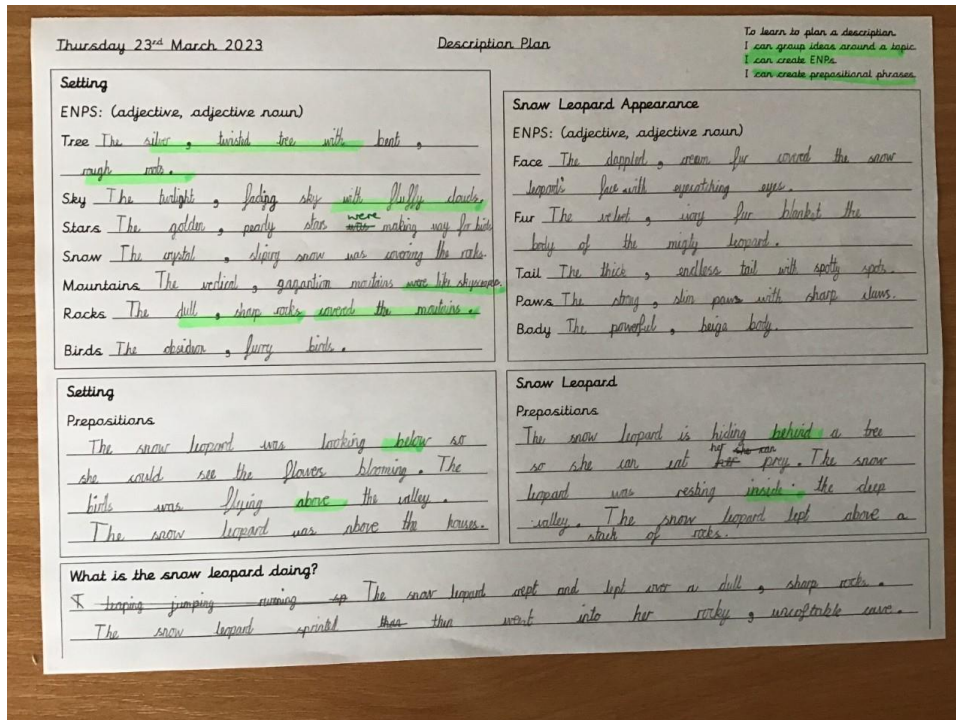 Thursday 23rd March 2023
Description Plan
To learn to plan a description
I can group ideas around a topic
I can create ENPs
I can create prepositional phrases
Setting
ENPS: (adjective, adjective noun)
Tree The silver, twisted tree with bent,
rough roots.
Sky The twilight, fading sky with fluffy clouds.
Stars The golden, pearly stars were making way for birds
Snow The crystal, slipiry snow was covering the rocks.
Mountains The vertical, gagantion moutains were like skyscrapers.
Rocks The dull, sharp rocks covered the moutains.
Birds The obsidian, furry birds.
Snow Leopard Appearance
ENPS: (adjective, adjective noun)
Face The dappled, cream fur coverd the snow
leopards face with eyecatching eyes.
Fur The velvet, wavy fur blanket the
body of the migty leopard.
Tail The thick, endless tail with spotty spots.
Paws The strong, slim paws with sharp claws.
Body The powerful, beige body.
Setting
Prepositions
The snow leopard was looking below so
she could see the flowers blooming. The
birds was flying above the valley.
The snow leopard was above the houses.
Snow Leopard
Prepositions
The snow leopard is hiding behind a tree
so she can eat her prey. The snow
leopard was resting inside the deep
valley. The snow leopard lept above a
stack of rocks.
What is the snow leopard doing?
leaping jumping running The snow leopard crept and lept over a dull, sharp rocks.
The snow leopard sprinted then went into her rocky, uncoftable cave.